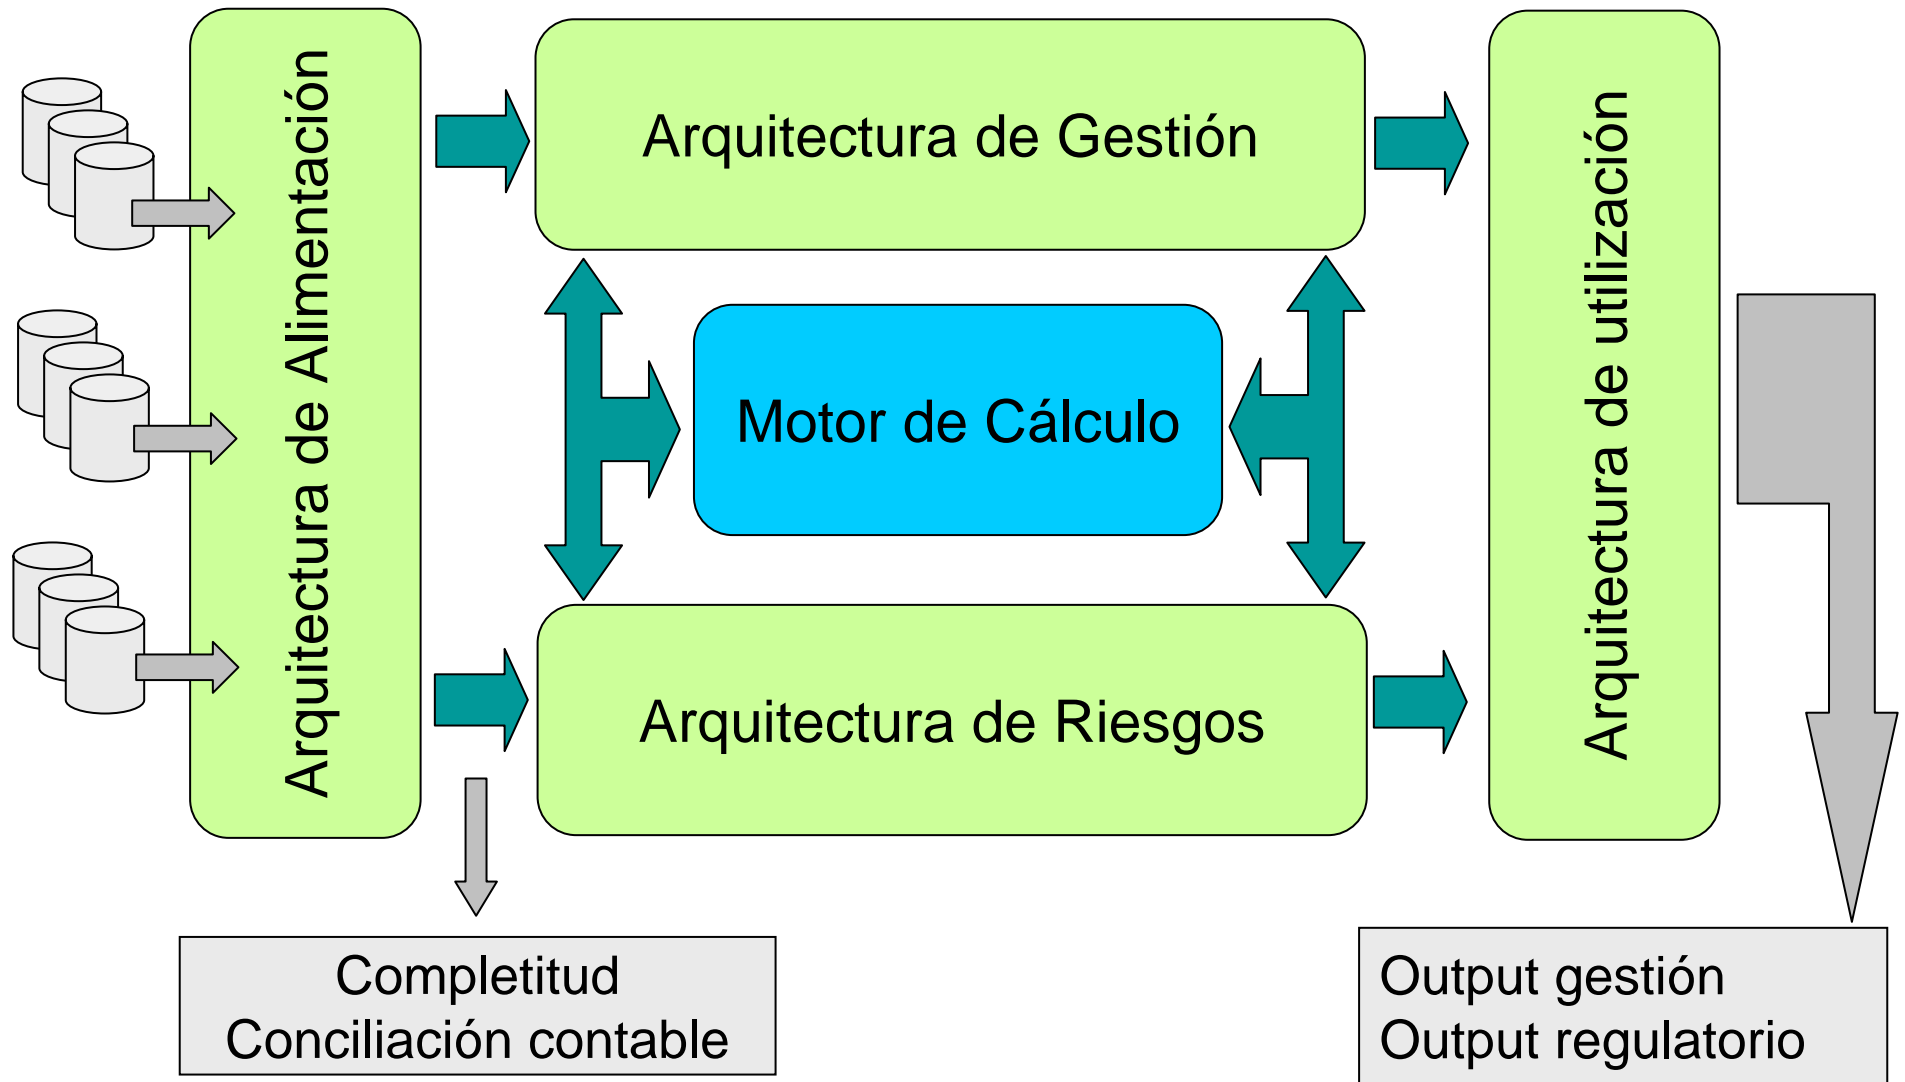 Arquitectura de Alimentación
Arquitectura de Gestión
Motor de Cálculo
Arquitectura de Riesgos
Arquitectura de utilización
Completitud
Conciliación contable
Output gestión
Output regulatorio